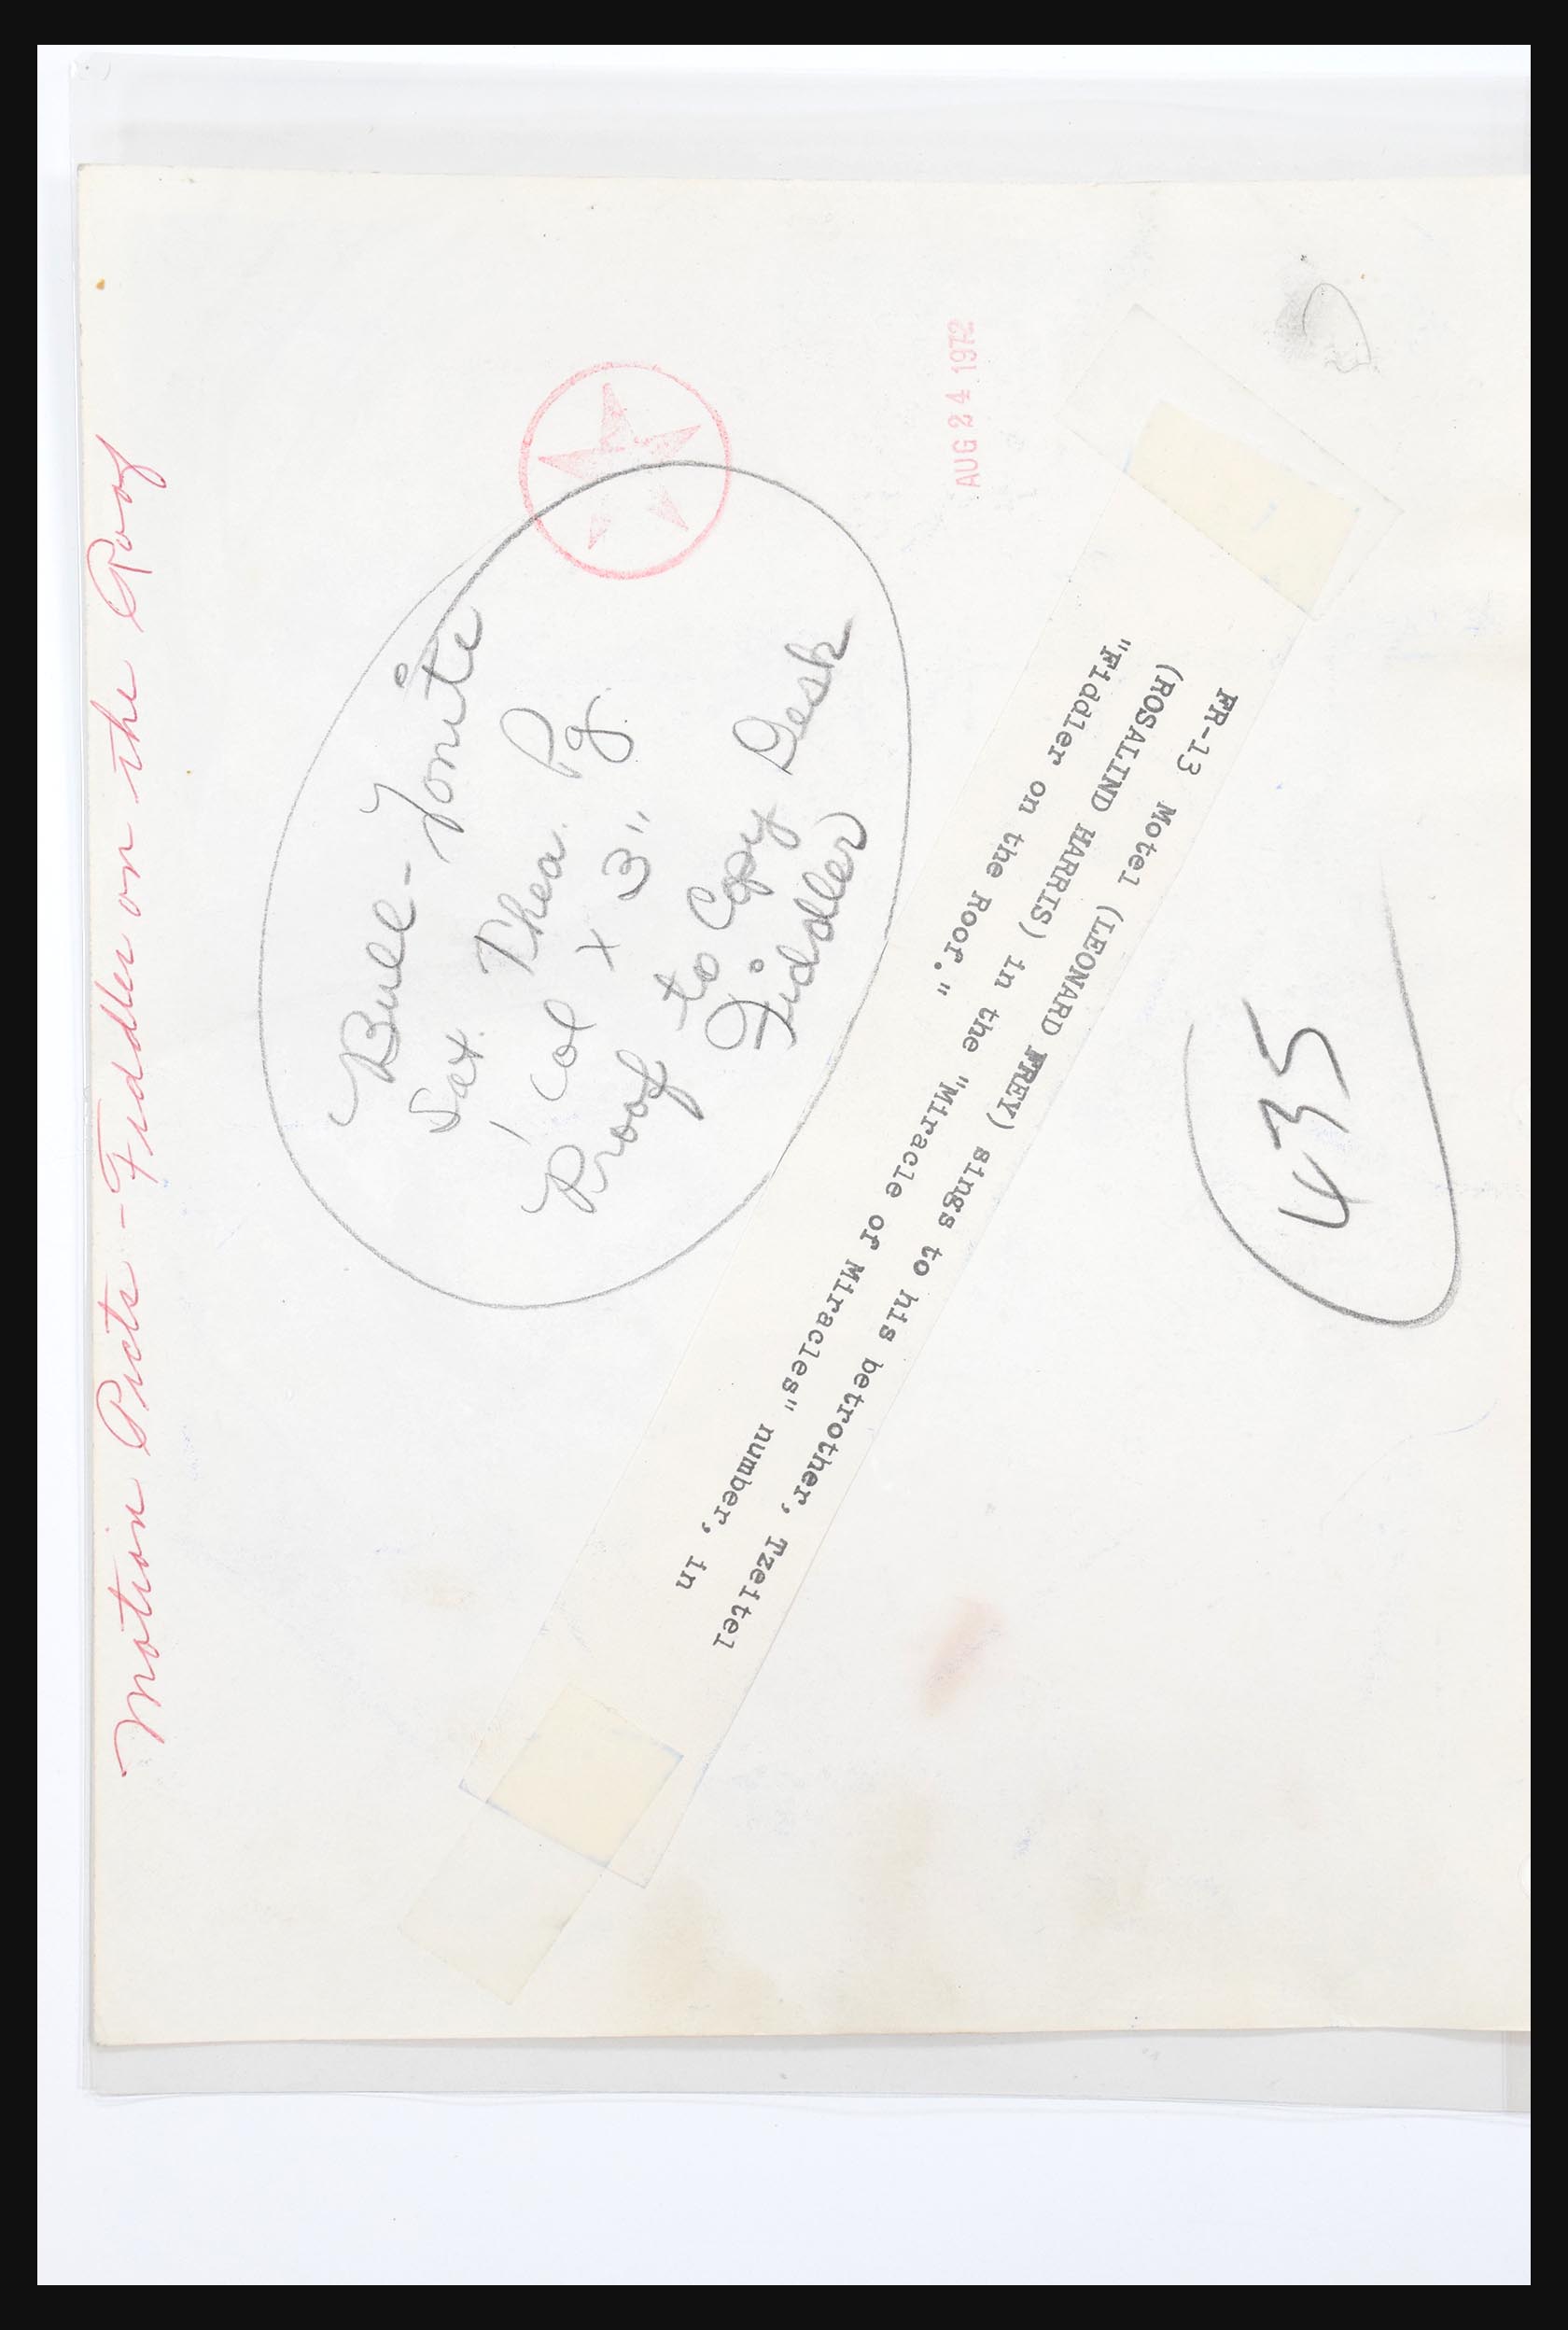 Motion Picts - Fiddler on the Roof
AUG 24 1972
Bull - Tonite
Sat. Thea. Pg
1 col x 3"
Proof to Copy Desk
Fiddler
FR-13 Motel (LEONARD FREY) sings to his betrother, Tzeitel
(ROSALIND HARRIS) in the "Miracle of Miracles" number, in
"Fiddler on the Roof."
435